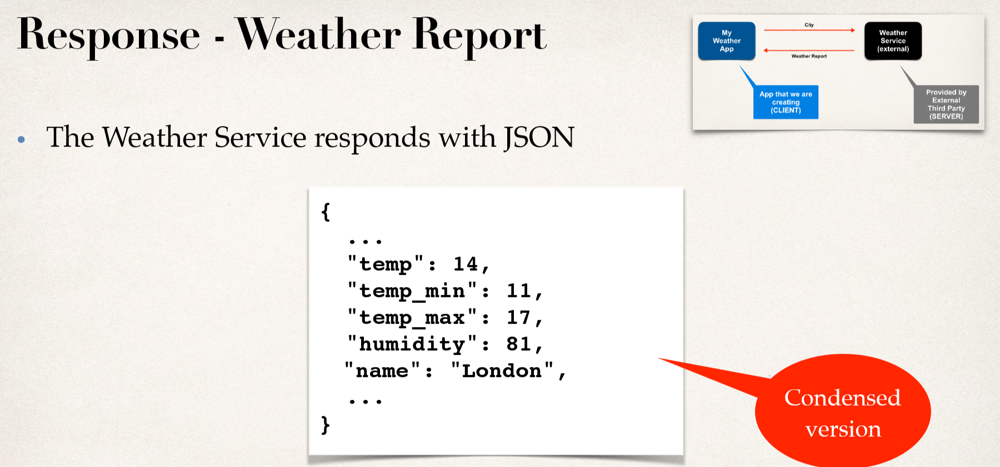 Response - Weather Report
City
My
Weather
App
Weather
Service
(external)
Weather Report
App that we are
creating
(CLIENT)
Provided by
External
Third Party
(SERVER)
• The Weather Service responds with JSON
{
...
"temp": 14,
"temp_min": 11,
"temp_max": 17,
"humidity": 81,
"name": "London",
...
}
Condensed
version